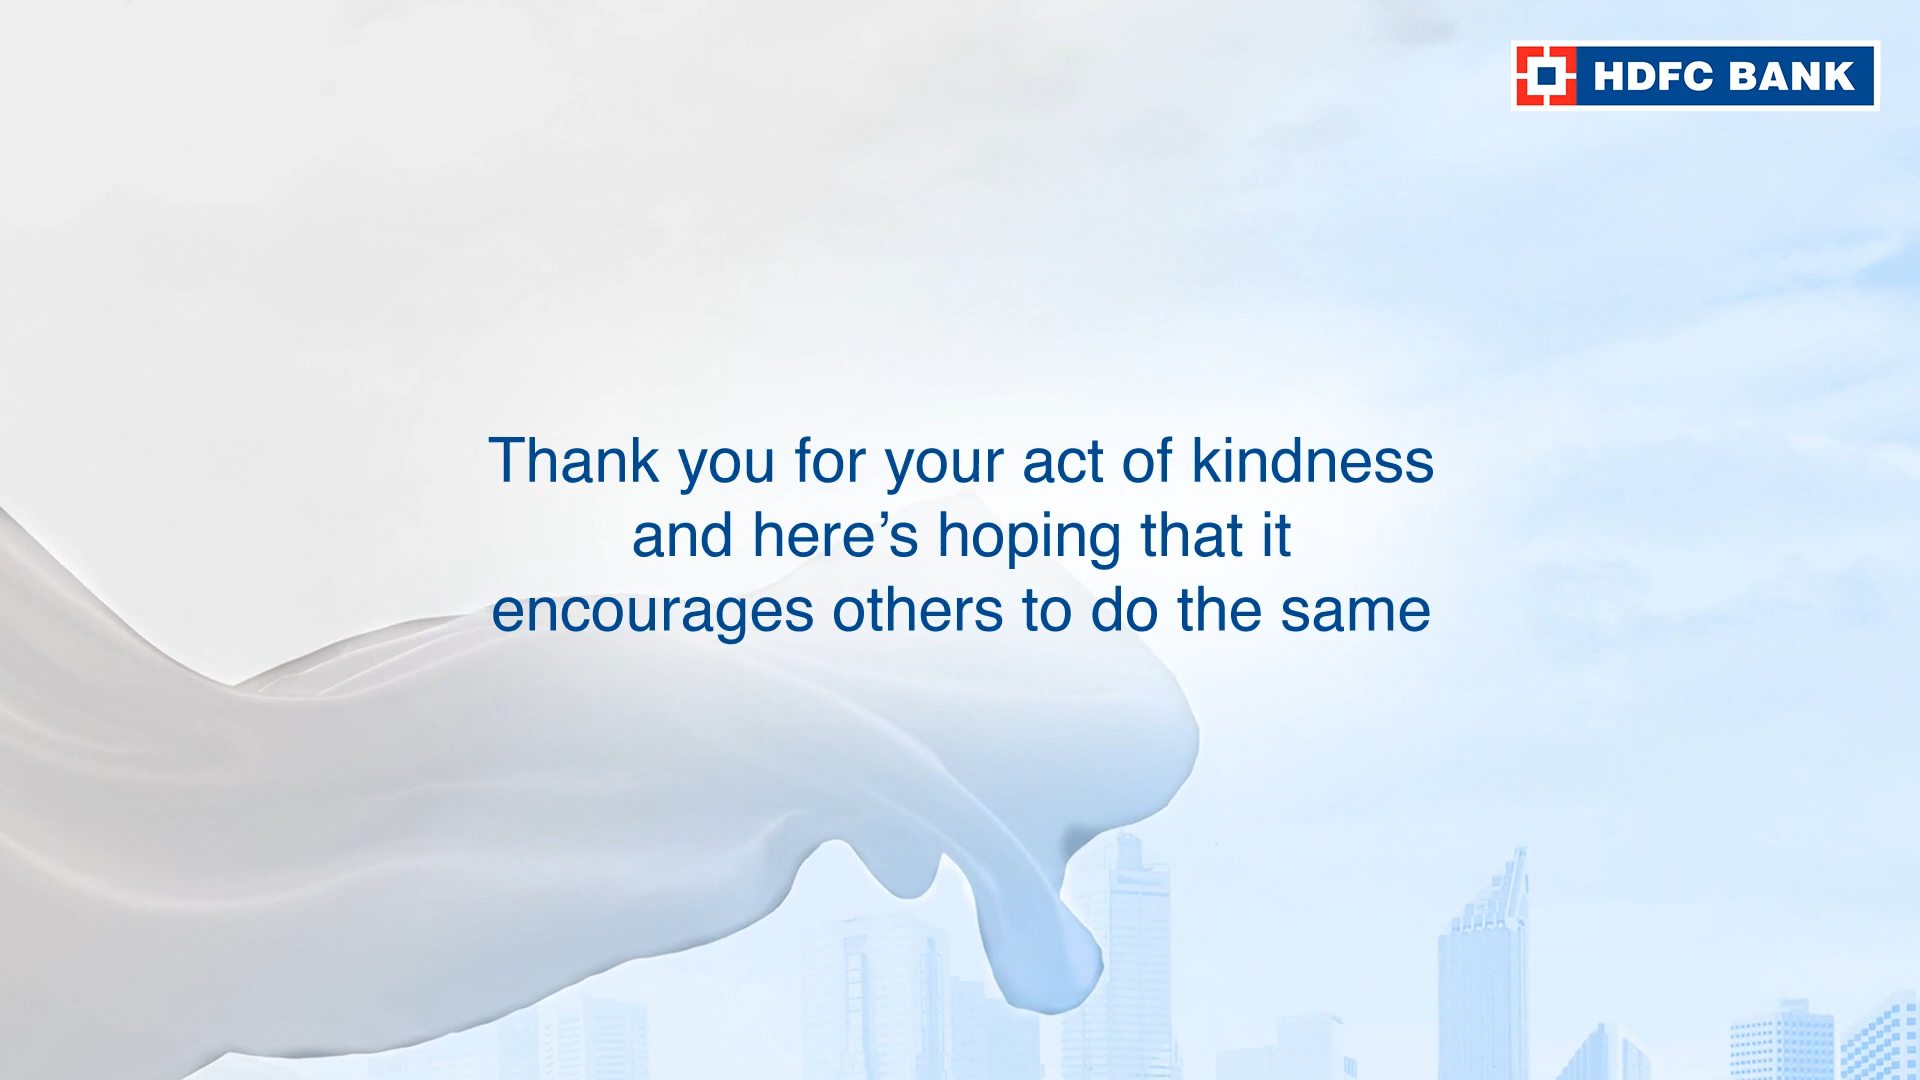 HDFC BANK
Thank you for your act of kindness
and here’s hoping that it
encourages others to do the same